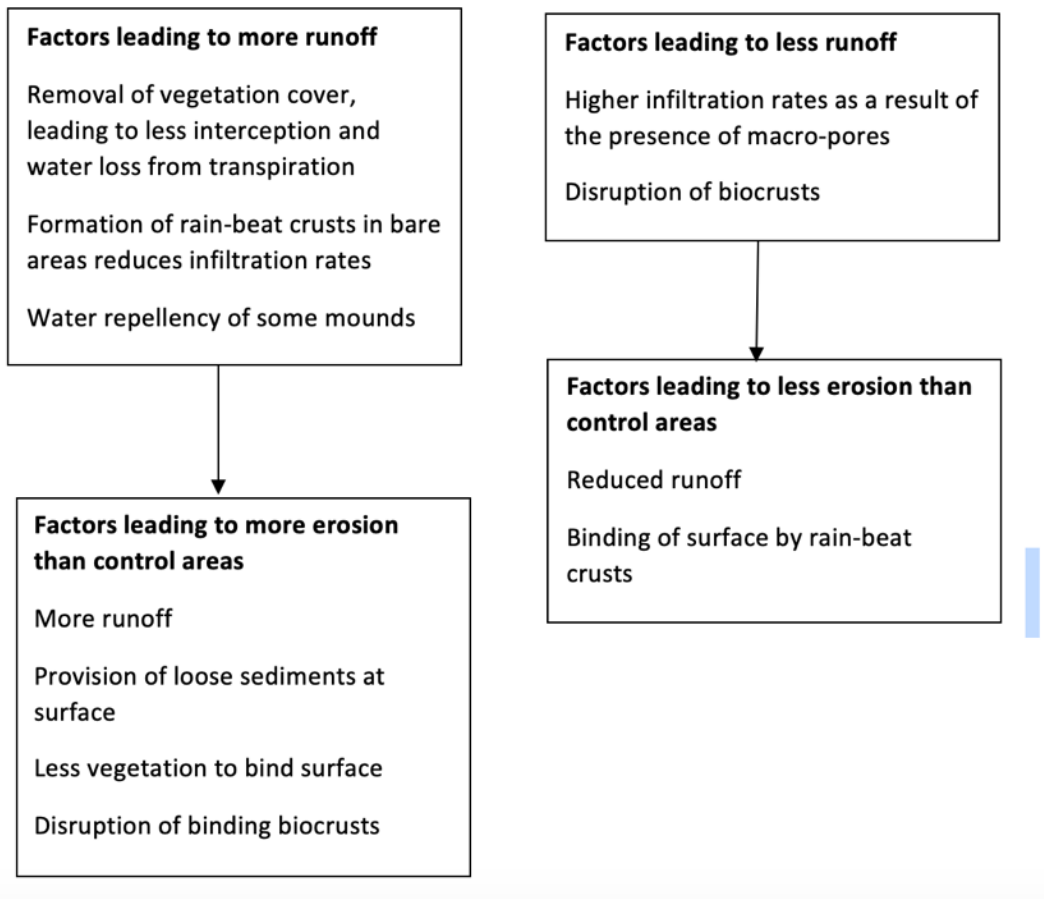 Factors leading to more runoff
Removal of vegetation cover,
leading to less interception and
water loss from transpiration
Formation of rain-beat crusts in bare
areas reduces infiltration rates
Water repellency of some mounds
Factors leading to more erosion
than control areas
More runoff
Provision of loose sediments at
surface
Less vegetation to bind surface
Disruption of binding biocrusts
Factors leading to less runoff
Higher infiltration rates as a result of
the presence of macro-pores
Disruption of biocrusts
Factors leading to less erosion than
control areas
Reduced runoff
Binding of surface by rain-beat
crusts